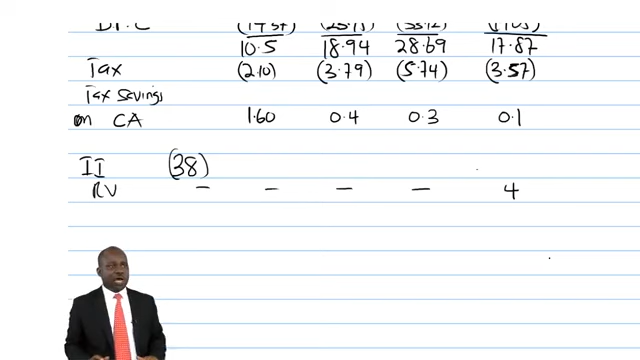 10.5 18.94 28.69 17.87
Tax (2.10) (3.79) (5.74) (3.57)
Tax Savings
on CA 1.60 0.4 0.3 0.1
II (38)
RV - - - - 4